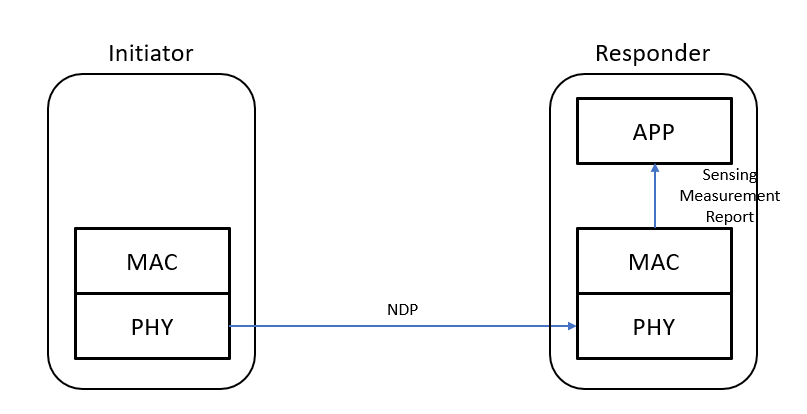 Initiator
Responder
APP
Sensing
Measurement
Report
MAC
MAC
NDP
PHY
PHY